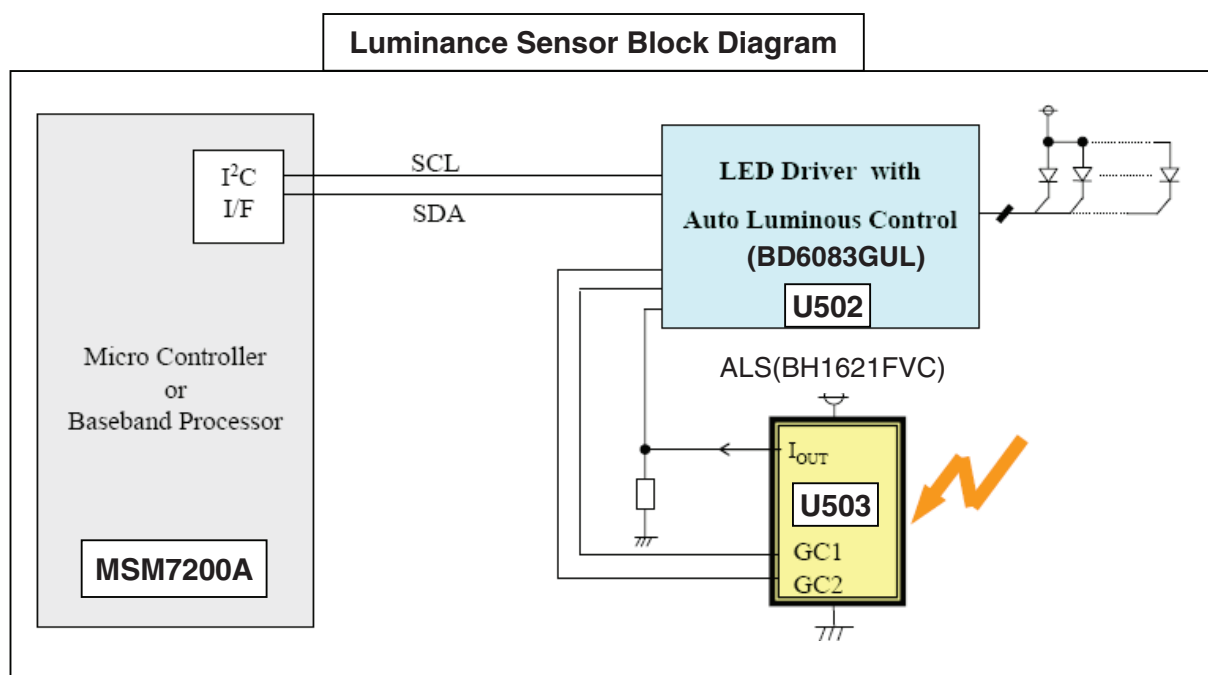 Luminance Sensor Block Diagram
I²C
I/F
SCL
SDA
LED Driver with
Auto Luminous Control
(BD6083GUL)
U502
Micro Controller
or
Baseband Processor
MSM7200A
ALS(BH1621FVC)
IOUT
U503
GC1
GC2